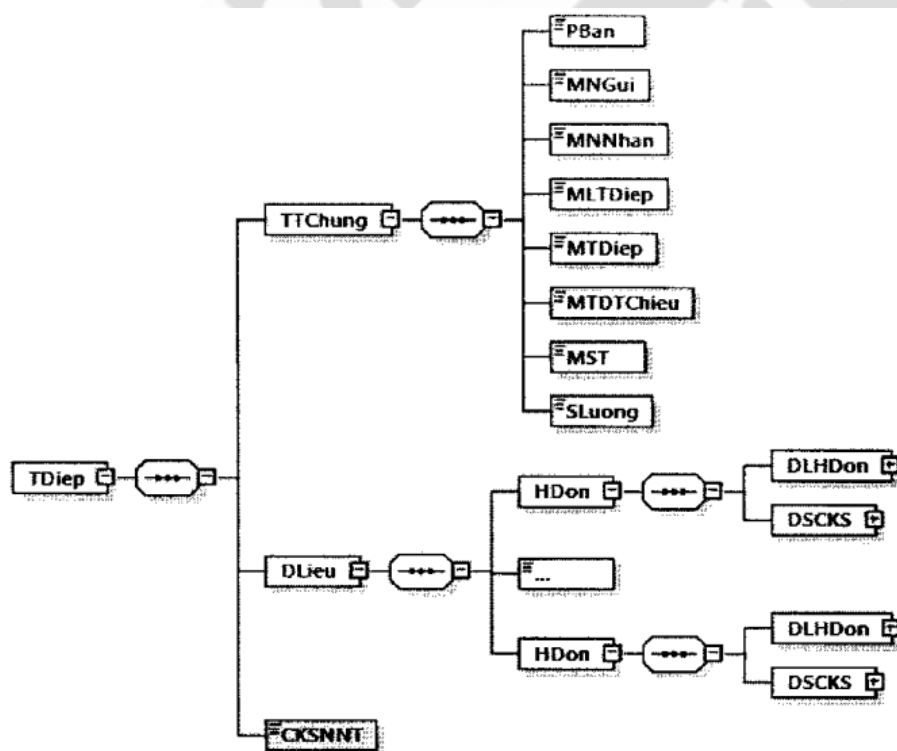 PBan
MNGui
MNNhan
MLTDiep
TTChung
MTDiep
MTDTChieu
MST
SLuong
TDiep
DLHDon
HDon
DSCKS
DLieu
...
DLHDon
HDon
DSCKS
CKSNNT